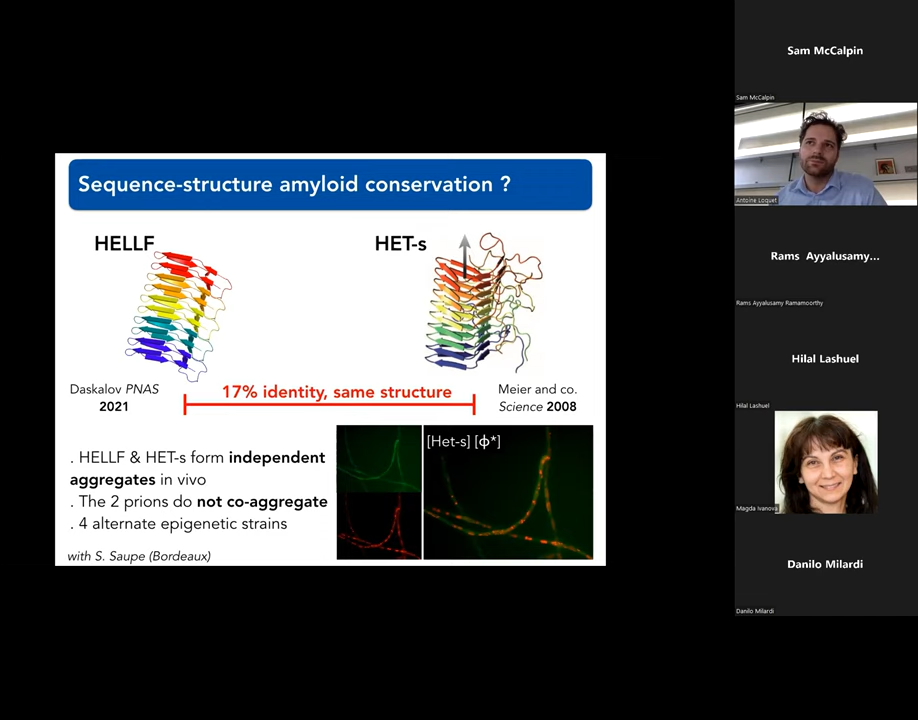 Sequence-structure amyloid conservation ?
HELLF
HET-s
Daskalov PNAS
2021
17% identity, same structure
Meier and co.
Science 2008
. HELLF & HET-s form independent
aggregates in vivo
. The 2 prions do not co-aggregate
. 4 alternate epigenetic strains
with S. Saupe (Bordeaux)
[Het-s] [ϕ*]
Sam McCalpin
Sam McCalpin
Antoine Loquet
Rams Ayyalusamy...
Rams Ayyalusamy Ramamoorthy
Hilal Lashuel
Hilal Lashuel
Magda Ivanova
Danilo Milardi
Danilo Milardi